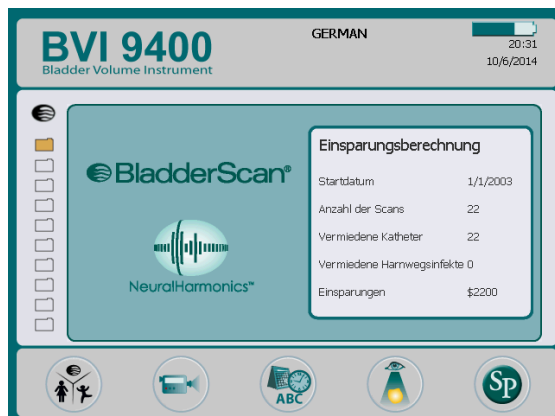 BVI 9400
Bladder Volume Instrument
GERMAN
20:31
10/6/2014
BladderScan®
NeuralHarmonics™
Einsparungsberechnung
Startdatum 1/1/2003
Anzahl der Scans 22
Vermiedene Katheter 22
Vermiedene Harnwegsinfekte 0
Einsparungen $2200
ABC
SP